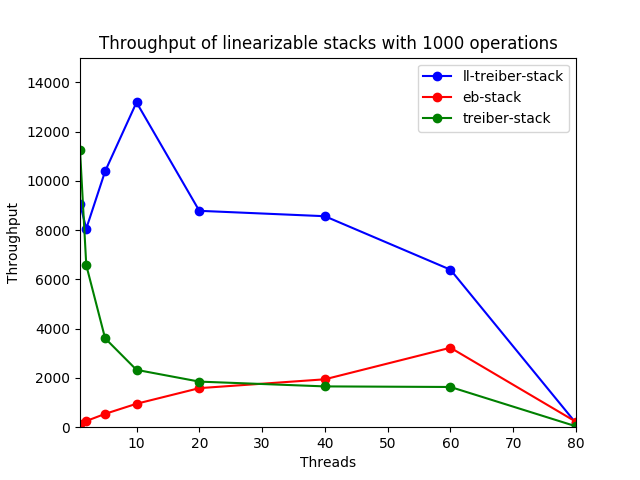 Throughput of linearizable stacks with 1000 operations
ll-treiber-stack
eb-stack
treiber-stack
14000
12000
10000
8000
6000
4000
2000
0
Throughput
10 20 30 40 50 60 70 80
Threads